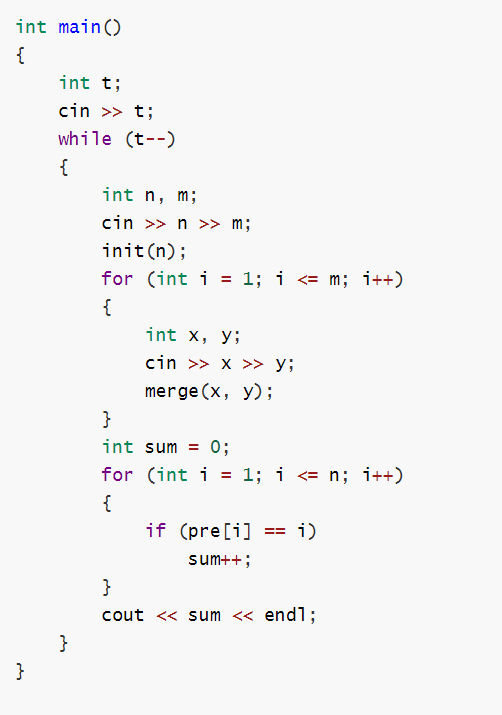 int main()
{
    int t;
    cin >> t;
    while (t--)
    {
        int n, m;
        cin >> n >> m;
        init(n);
        for (int i = 1; i <= m; i++)
        {
            int x, y;
            cin >> x >> y;
            merge(x, y);
        }
        int sum = 0;
        for (int i = 1; i <= n; i++)
        {
            if (pre[i] == i)
                sum++;
        }
        cout << sum << endl;
    }
}